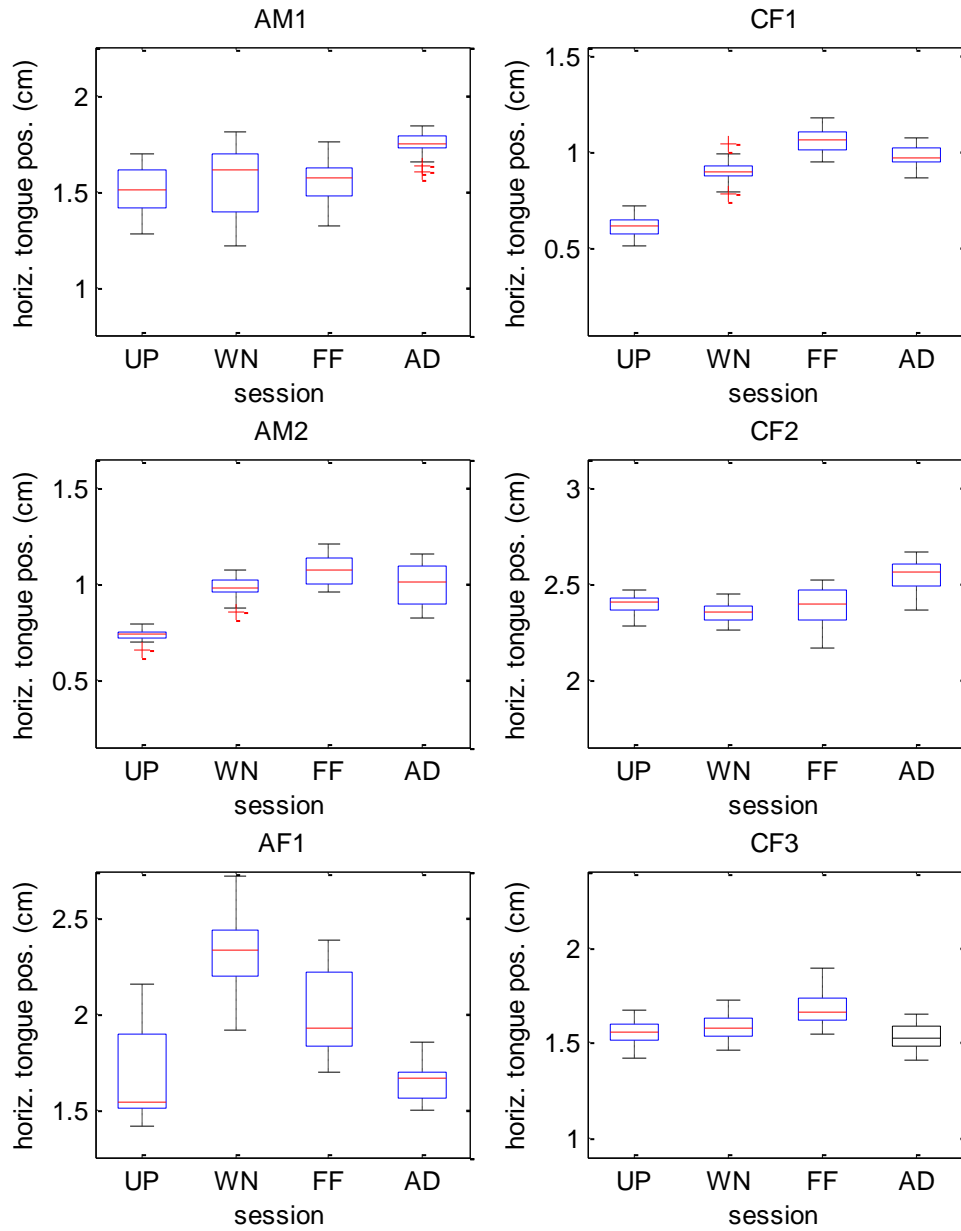 AM1
horiz. tongue pos. (cm)
2
1.5
1
UP WN FF AD
session
CF1
horiz. tongue pos. (cm)
1.5
1
0.5
UP WN FF AD
session
AM2
horiz. tongue pos. (cm)
1.5
1
0.5
UP WN FF AD
session
CF2
horiz. tongue pos. (cm)
3
2.5
2
UP WN FF AD
session
AF1
horiz. tongue pos. (cm)
2.5
2
1.5
UP WN FF AD
session
CF3
horiz. tongue pos. (cm)
2
1.5
1
UP WN FF AD
session